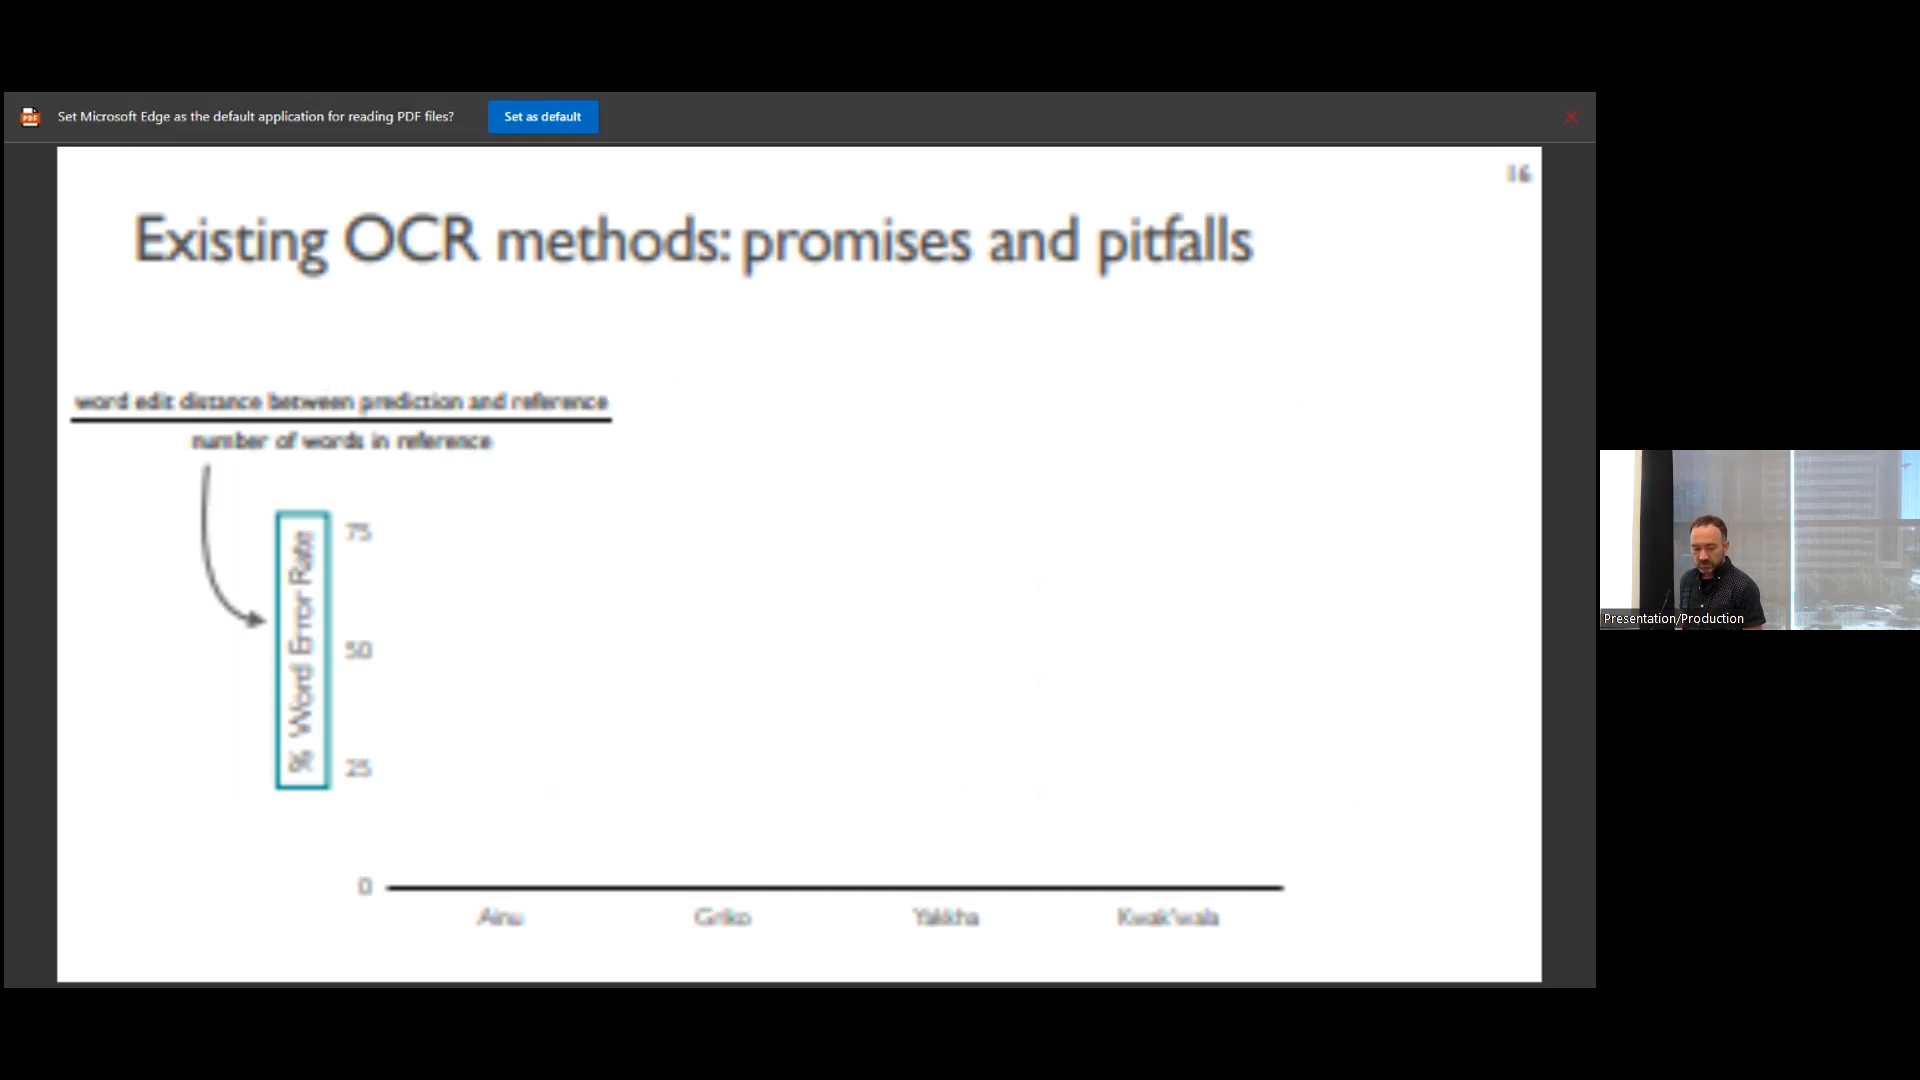 Set Microsoft Edge as the default application for reading PDF files?
Set as default
16
Existing OCR methods: promises and pitfalls
word edit distance between prediction and reference
number of words in reference
% Word Error Rate
75
50
25
0
Ainu
Griko
Yakkha
Kwak'wala
Presentation/Production